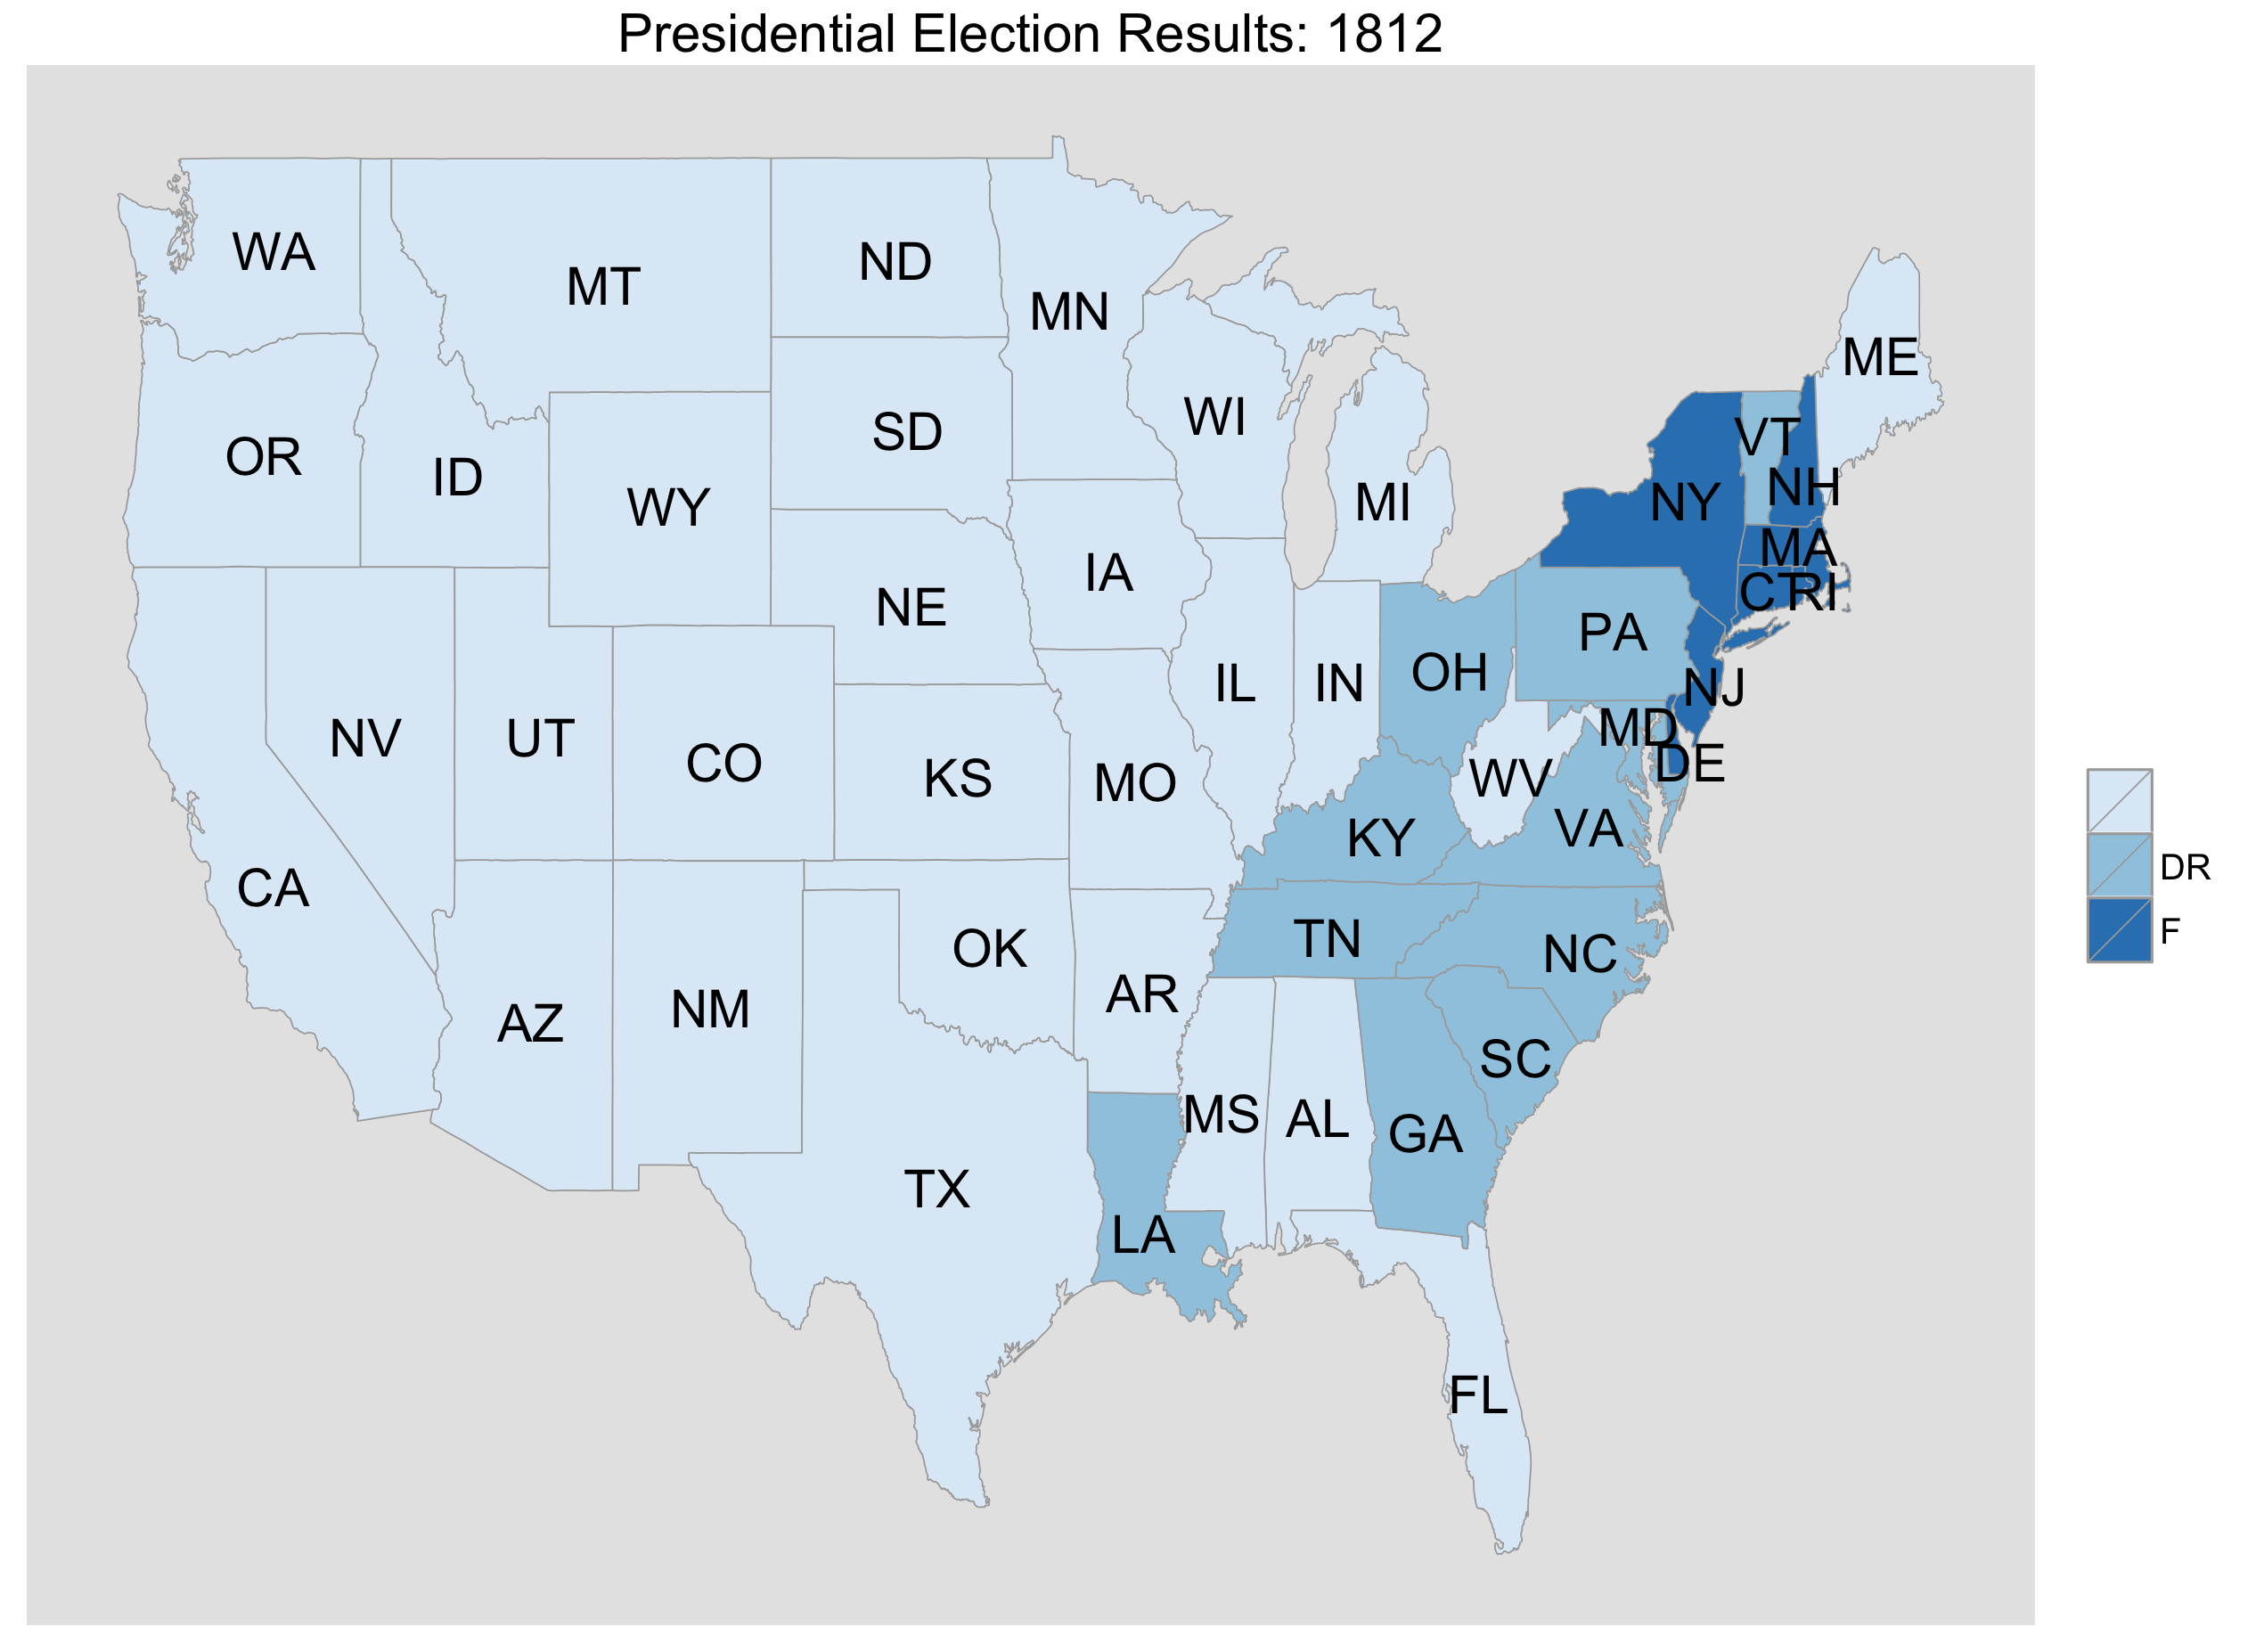 Presidential Election Results: 1812
WA
MT
ND
MN
ME
OR
ID
WY
SD
WI
MI
NY
VT
NH
MA
CT
RI
IA
NE
PA
OH
IL
IN
NJ
NV
UT
CO
KS
MO
WV
MD
DE
VA
KY
CA
DR
F
OK
TN
NC
AZ
NM
AR
SC
MS
AL
GA
TX
LA
FL